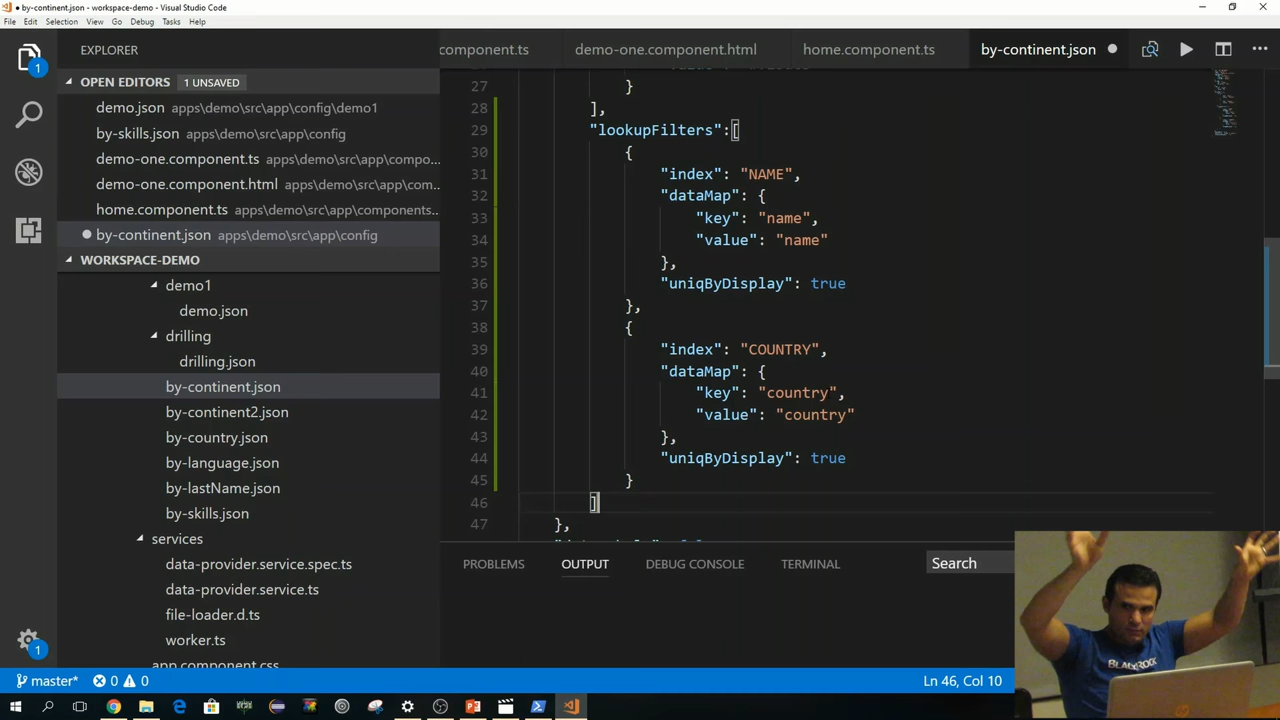 by-continent.json - workspace-demo - Visual Studio Code
File Edit Selection View Go Debug Tasks Help
EXPLORER
OPEN EDITORS 1 UNSAVED
demo.json apps\demo\src\app\config\demo1
by-skills.json apps\demo\src\app\config
demo-one.component.ts apps\demo\src\app\compo...
demo-one.component.html apps\demo\src\app\com...
home.component.ts apps\demo\src\app\components...
by-continent.json apps\demo\src\app\config
WORKSPACE-DEMO
demo1
demo.json
drilling
drilling.json
by-continent.json
by-continent2.json
by-country.json
by-language.json
by-lastName.json
by-skills.json
services
data-provider.service.spec.ts
data-provider.service.ts
file-loader.d.ts
worker.ts
app.component.css
component.ts demo-one.component.html home.component.ts by-continent.json
27 }
28 ],
29 "lookupFilters":[
30 {
31 "index": "NAME",
32 "dataMap": {
33 "key": "name",
34 "value": "name"
35 },
36 "uniqByDisplay": true
37 },
38 {
39 "index": "COUNTRY",
40 "dataMap": {
41 "key": "country",
42 "value": "country"
43 },
44 "uniqByDisplay": true
45 }
46 ]
47 },
PROBLEMS OUTPUT DEBUG CONSOLE TERMINAL Search
BLACKROCK
master* 0 0 Ln 46, Col 10
1
1